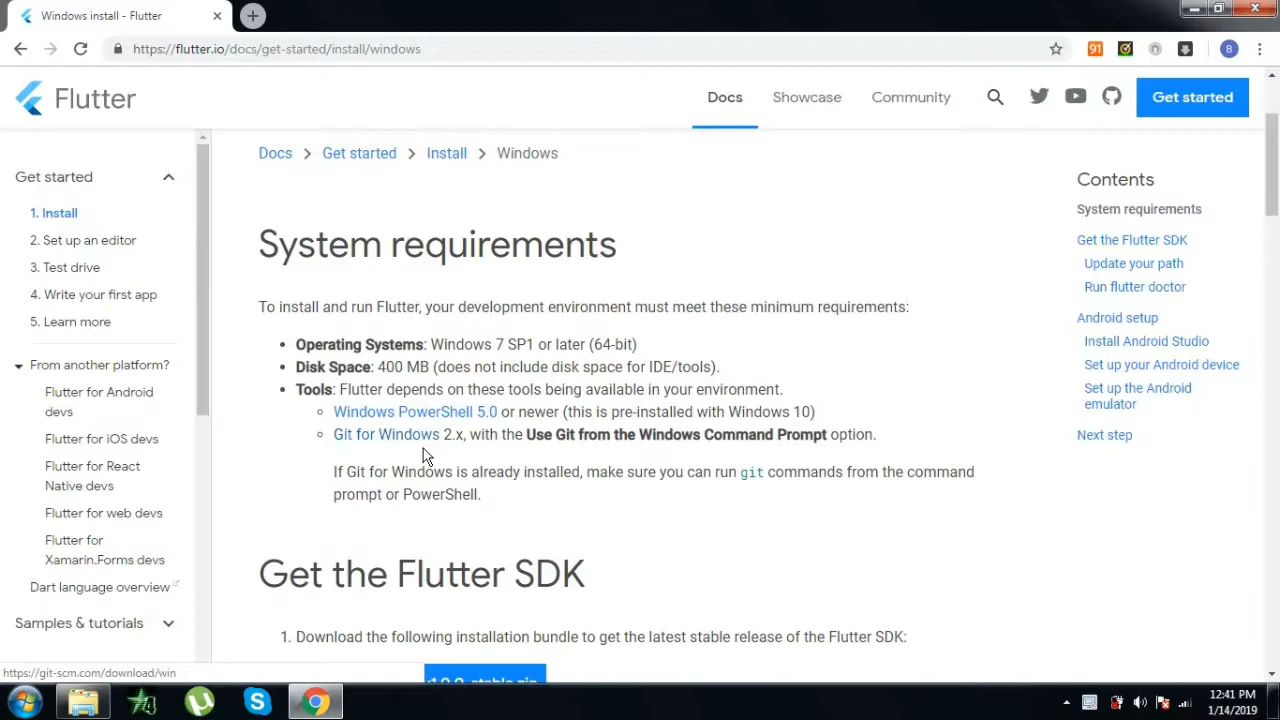 Windows install - Flutter
https://flutter.io/docs/get-started/install/windows
91
B
Flutter
Docs
Showcase
Community
Get started
Get started
1. Install
2. Set up an editor
3. Test drive
4. Write your first app
5. Learn more
From another platform?
Flutter for Android
devs
Flutter for iOS devs
Flutter for React
Native devs
Flutter for web devs
Flutter for
Xamarin.Forms devs
Dart language overview
Samples & tutorials
Docs > Get started > Install > Windows
System requirements
To install and run Flutter, your development environment must meet these minimum requirements:
• Operating Systems: Windows 7 SP1 or later (64-bit)
• Disk Space: 400 MB (does not include disk space for IDE/tools).
• Tools: Flutter depends on these tools being available in your environment.
○ Windows PowerShell 5.0 or newer (this is pre-installed with Windows 10)
○ Git for Windows 2.x, with the Use Git from the Windows Command Prompt option.
If Git for Windows is already installed, make sure you can run git commands from the command
prompt or PowerShell.
Get the Flutter SDK
1. Download the following installation bundle to get the latest stable release of the Flutter SDK:
Contents
System requirements
Get the Flutter SDK
Update your path
Run flutter doctor
Android setup
Install Android Studio
Set up your Android device
Set up the Android
emulator
Next step
https://git-scm.com/download/win
12:41 PM
1/14/2019